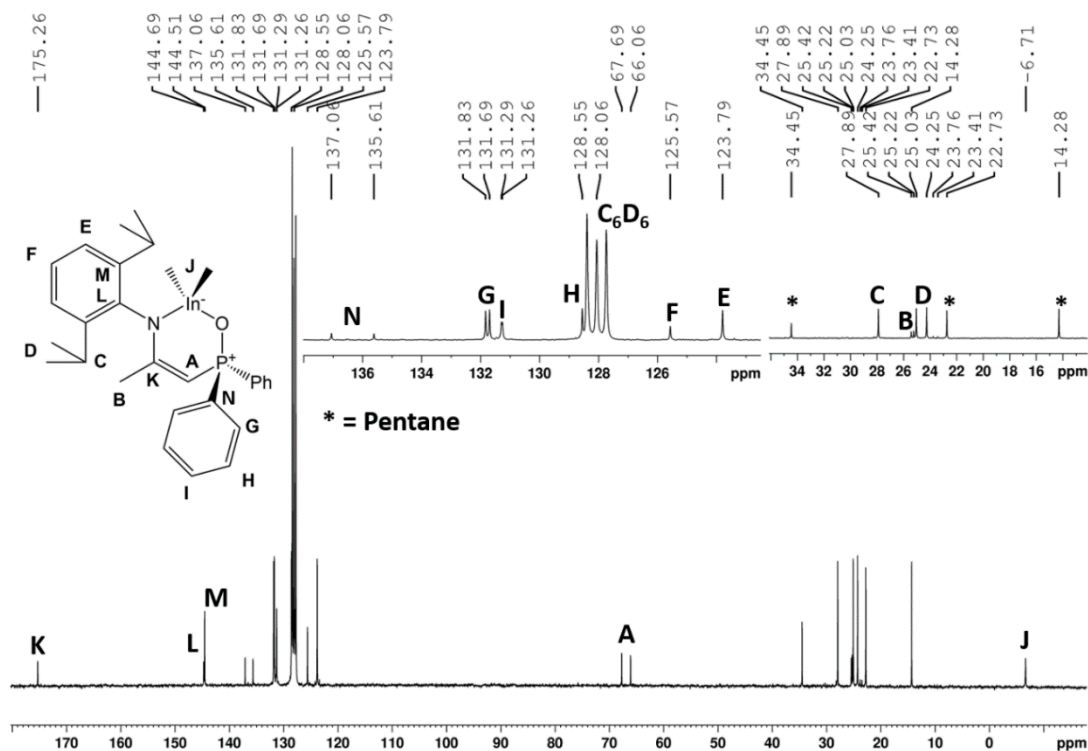 175.26
144.69
144.51
137.06
135.61
131.83
131.69
131.29
131.26
128.55
128.06
125.57
123.79
67.69
66.06
34.45
27.89
25.42
25.22
25.03
24.25
23.76
23.41
22.73
14.28
-6.71
137.06
135.61
131.83
131.69
131.29
131.26
128.55
128.06
125.57
123.79
34.45
27.89
25.42
25.22
25.03
24.25
23.76
23.41
22.73
14.28
E
F
M
L
D
C
J
In-
N
O
A
K
P+
Ph
B
N
G
H
I
N
G
I
H
C6D6
F
E
136 134 132 130 128 126 ppm
*
C
B
D
*
*
34 32 30 28 26 24 22 20 18 16 ppm
* = Pentane
K
L
M
A
J
170 160 150 140 130 120 110 100 90 80 70 60 50 40 30 20 10 0 ppm